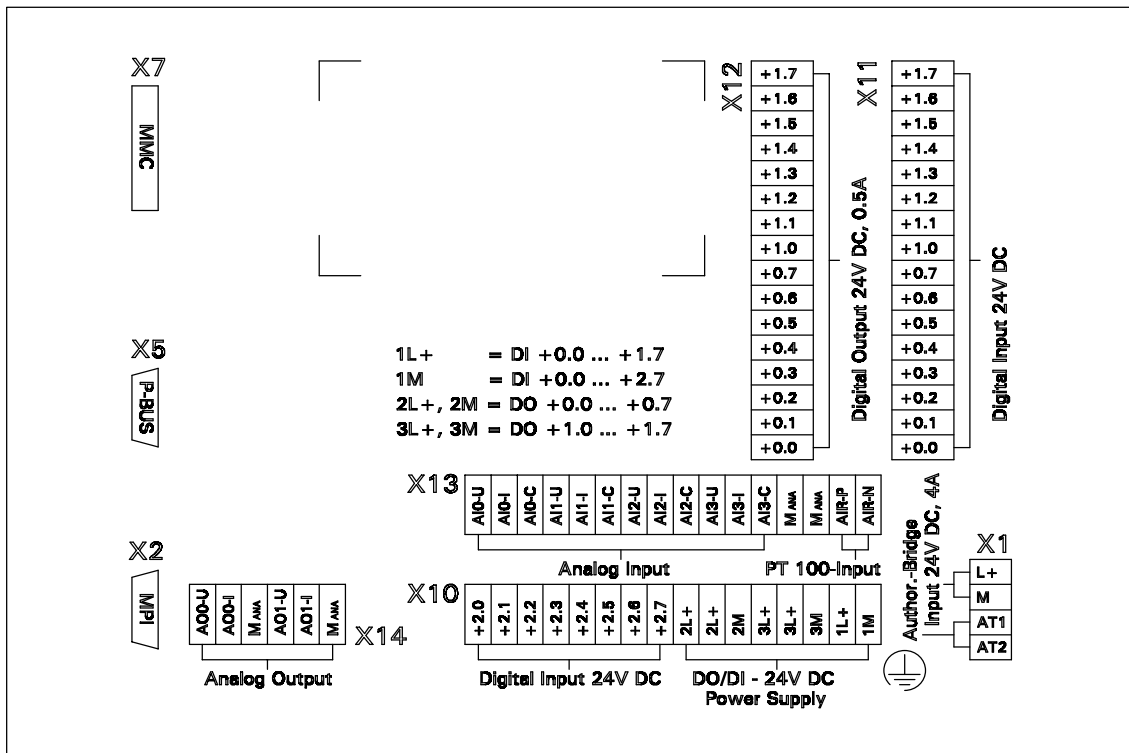 X7
MMC
X5
P-BUS
X2
MPI
1L+ = DI +0.0 ... +1.7
1M = DI +0.0 ... +2.7
2L+, 2M = DO +0.0 ... +0.7
3L+, 3M = DO +1.0 ... +1.7
X12
+1.7
+1.6
+1.5
+1.4
+1.3
+1.2
+1.1
+1.0
+0.7
+0.6
+0.5
+0.4
+0.3
+0.2
+0.1
+0.0
Digital Output 24V DC, 0.5A
X11
+1.7
+1.6
+1.5
+1.4
+1.3
+1.2
+1.1
+1.0
+0.7
+0.6
+0.5
+0.4
+0.3
+0.2
+0.1
+0.0
Digital Input 24V DC
X13
AI0-U
AI0-I
AI0-C
AI1-U
AI1-I
AI1-C
AI2-U
AI2-I
AI2-C
AI3-U
AI3-I
AI3-C
M ANA
M ANA
AIR-P
AIR-N
Analog Input
PT 100-Input
AO0-U
AO0-I
M ANA
AO1-U
AO1-I
M ANA
X14
Analog Output
X10
+2.0
+2.1
+2.2
+2.3
+2.4
+2.5
+2.6
+2.7
2L+
2L+
2M
3L+
3L+
3M
1L+
1M
Digital Input 24V DC
DO/DI - 24V DC
Power Supply
Author.-Bridge
Input 24V DC, 4A
X1
L+
M
AT1
AT2